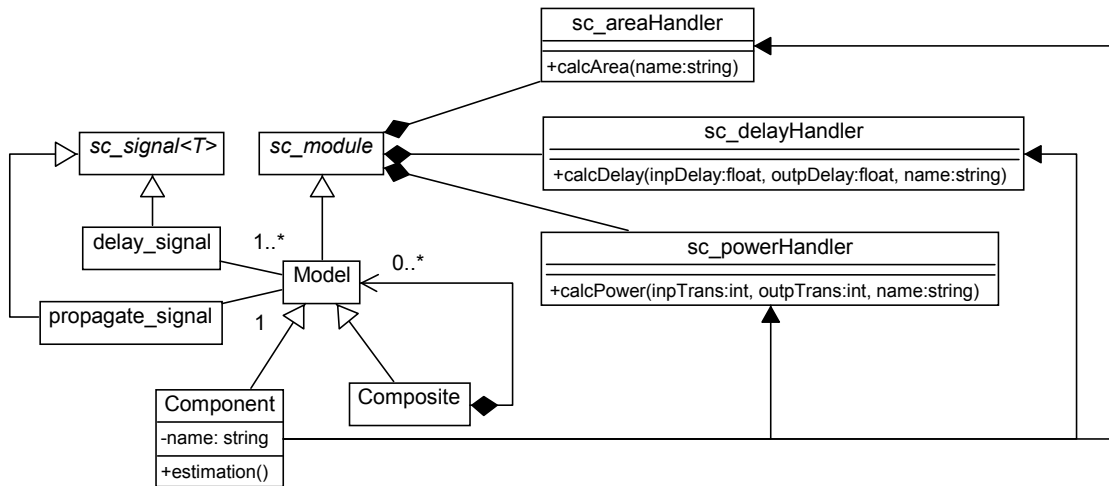 sc_areaHandler
+calcArea(name:string)
sc_signal<T>
sc_module
sc_delayHandler
+calcDelay(inpDelay:float, outpDelay:float, name:string)
delay_signal
1..*
0..*
Model
sc_powerHandler
+calcPower(inpTrans:int, outpTrans:int, name:string)
propagate_signal
1
Component
-name: string
+estimation()
Composite